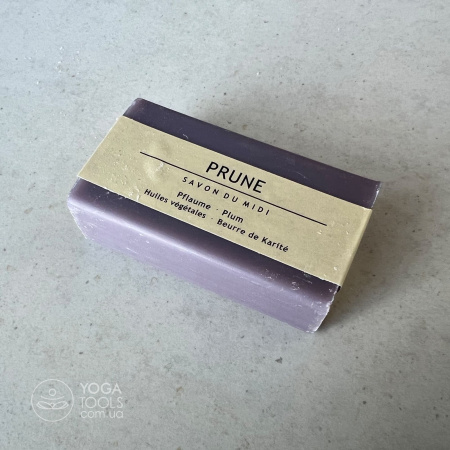 PRUNE
SAVON DU MIDI
Pflaume · Plum
Huiles végétales · Beurre de Karité
YOGA
TOOLS
com.ua